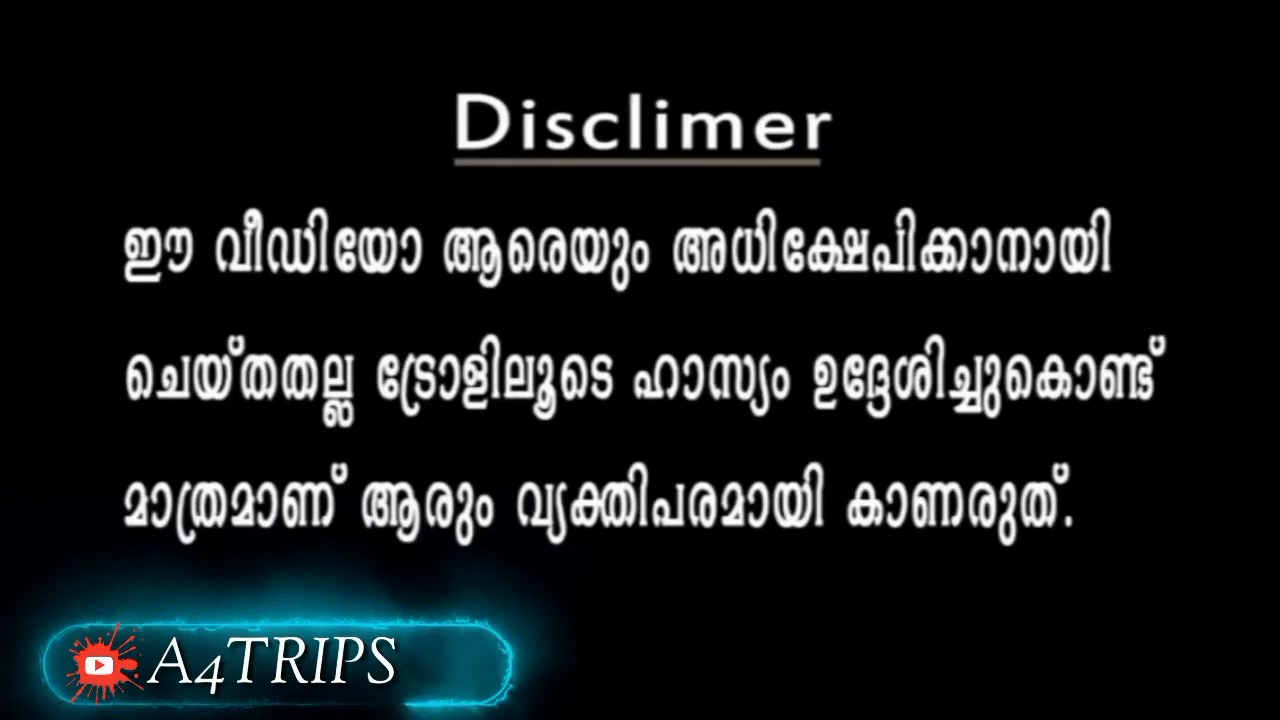 Disclimer
ഈ വീഡിയോ ആരെയും അധിക്ഷേപിക്കാനായി
ചെയ്തതല്ല ട്രോളിലൂടെ ഹാസ്യം ഉദ്ദേശിച്ചുകൊണ്ട്
മാത്രമാണ് ആരും വ്യക്തിപരമായി കാണരുത്.
A4TRIPS